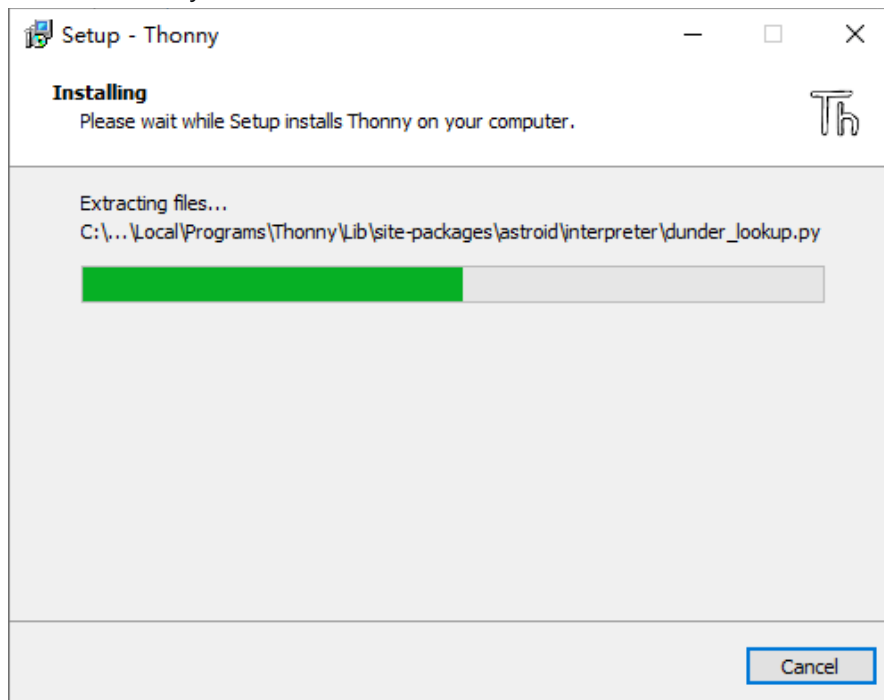 Setup - Thonny
Installing
Please wait while Setup installs Thonny on your computer.
Th
Extracting files...
C:\...\Local\Programs\Thonny\Lib\site-packages\astroid\interpreter\dunder_lookup.py
Cancel